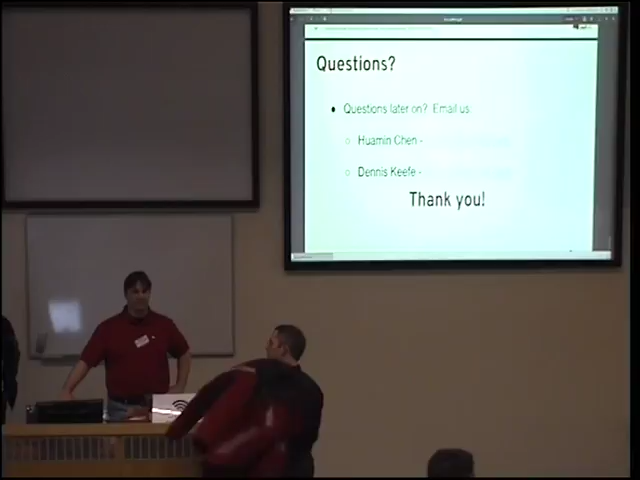 Questions?
Questions later on? Email us
Huamin Chen -
Dennis Keefe -
Thank you!